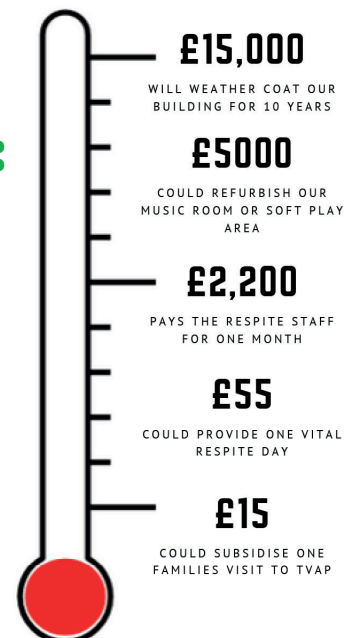 £15,000
WILL WEATHER COAT OUR
BUILDING FOR 10 YEARS
£5000
COULD REFURBISH OUR
MUSIC ROOM OR SOFT PLAY
AREA
£2,200
PAYS THE RESPITE STAFF
FOR ONE MONTH
£55
COULD PROVIDE ONE VITAL
RESPITE DAY
£15
COULD SUBSIDISE ONE
FAMILIES VISIT TO TVAP